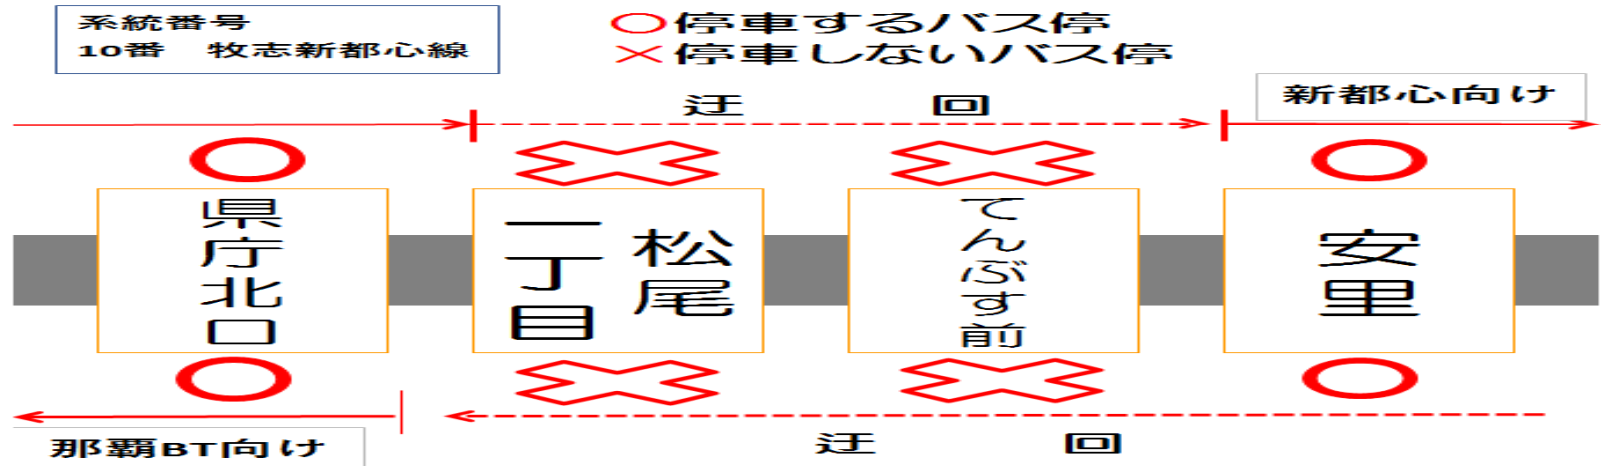 系統番号
10番　牧志新都心線
○停車するバス停
×停車しないバス停
新都心向け
迂　回
県庁北口
松尾一丁目
てんぶす前
安里
那覇BT向け
迂　回